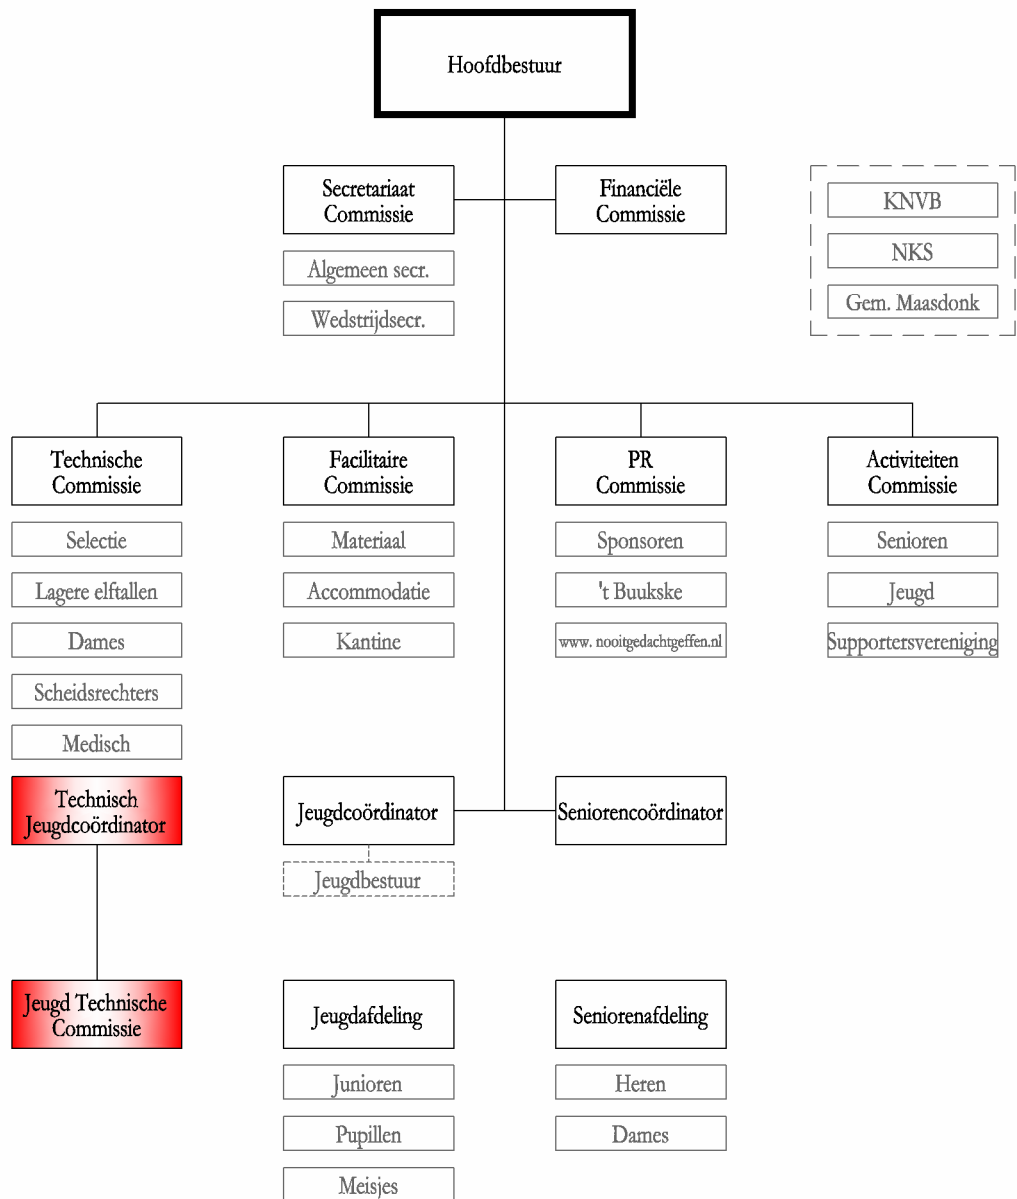 Hoofdbestuur
Secretariaat
Commissie
Financiële
Commissie
Algemeen secr.
Wedstrijdsecr.
KNVB
NKS
Gem. Maasdonk
Technische
Commissie
Selectie
Lagere elftallen
Dames
Scheidsrechters
Medisch
Technisch
Jeugdcoördinator
Jeugd Technische
Commissie
Facilitaire
Commissie
Materiaal
Accommodatie
Kantine
PR
Commissie
Sponsoren
't Buukske
www. nooitgedachtgeffen.nl
Activiteiten
Commissie
Senioren
Jeugd
Supportersvereniging
Jeugdcoördinator
Jeugdbestuur
Seniorencoördinator
Jeugdafdeling
Junioren
Pupillen
Meisjes
Seniorenafdeling
Heren
Dames